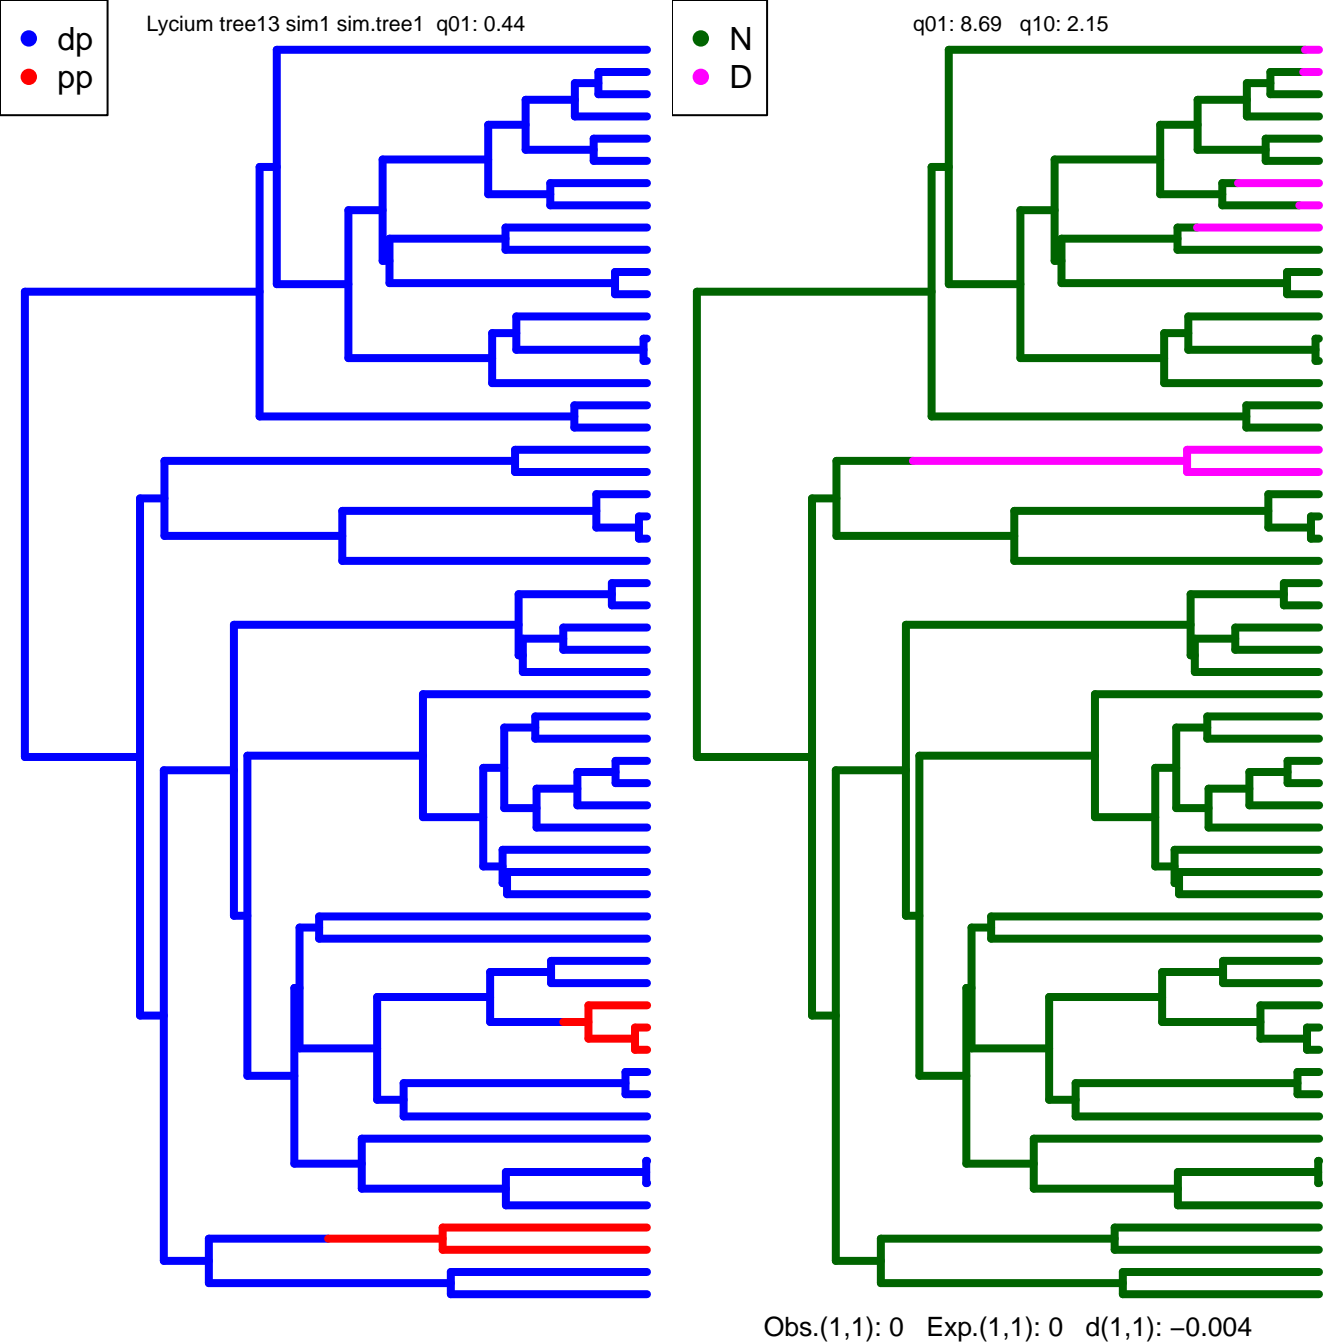 Lycium tree13 sim1 sim.tree1 q01: 0.44
dp
pp
q01: 8.69 q10: 2.15
N
D
Obs.(1,1): 0 Exp.(1,1): 0 d(1,1): −0.004